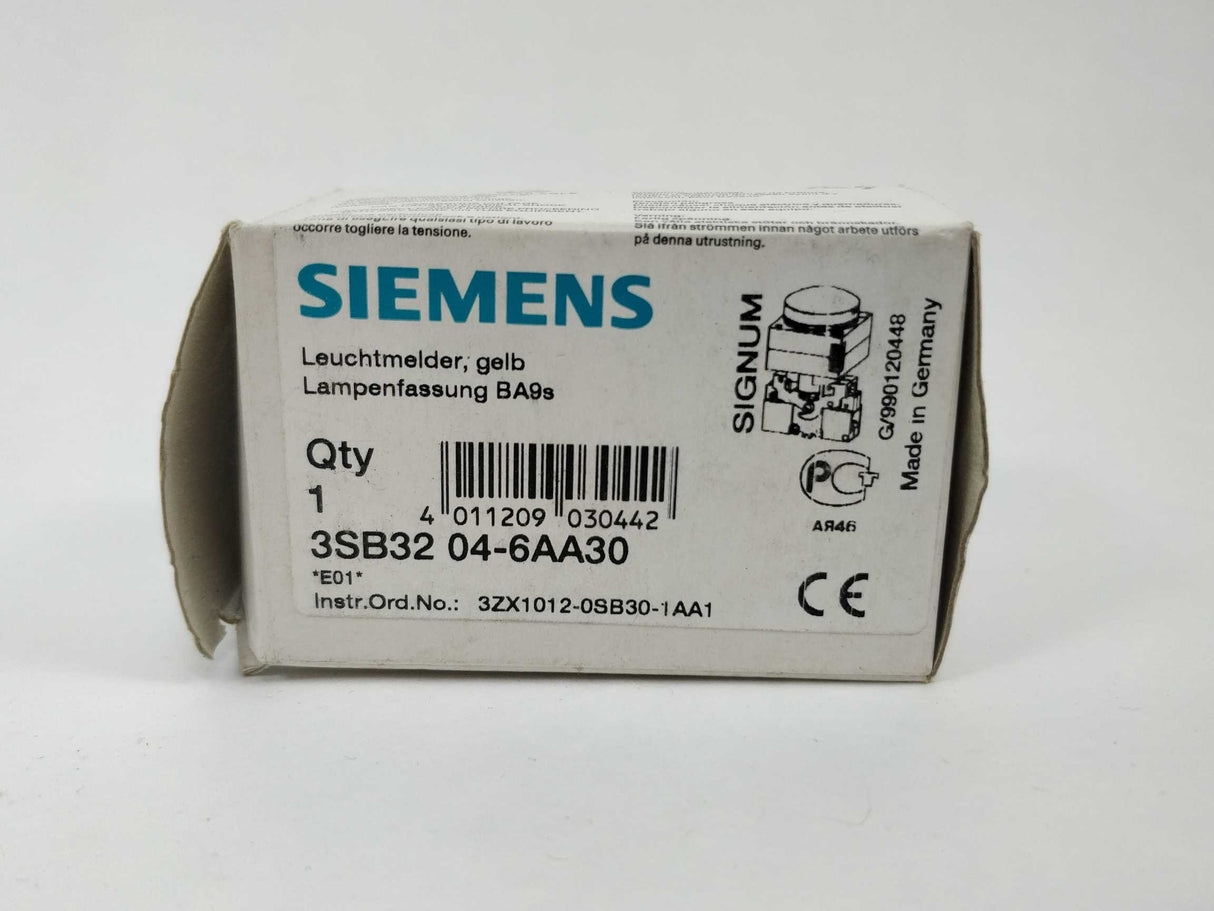 occorre togliere la tensione.
Varning:
Slå ifrån strömmen innan något arbete utförs
på denna utrustning.
SIEMENS
Leuchtmelder, gelb
Lampenfassung BA9s
Qty
1
4 011209 030442
3SB32 04-6AA30
*E01*
Instr.Ord.No.: 3ZX1012-0SB30-1AA1
SIGNUM
G/990120448
Made in Germany
PCT
АЯ46
CE